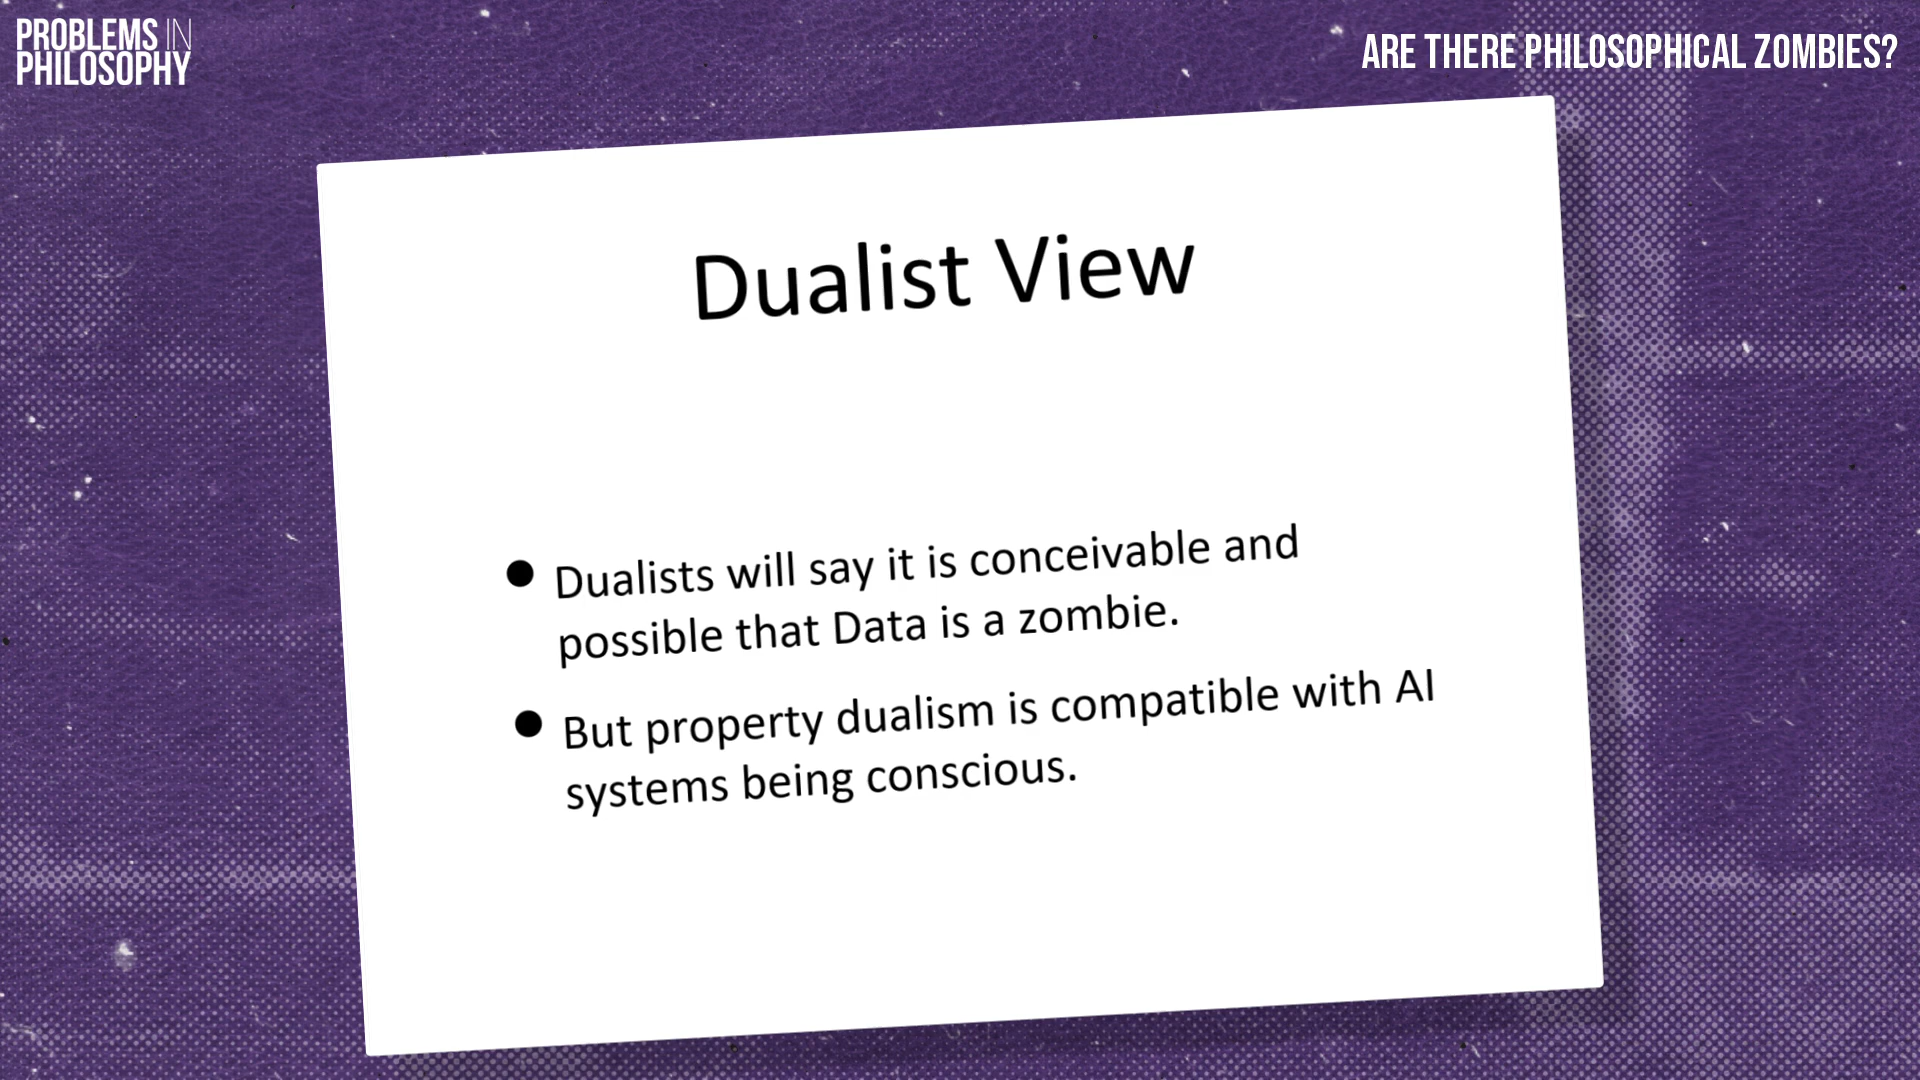 PROBLEMS IN
PHILOSOPHY
ARE THERE PHILOSOPHICAL ZOMBIES?
Dualist View
● Dualists will say it is conceivable and
possible that Data is a zombie.
● But property dualism is compatible with AI
systems being conscious.